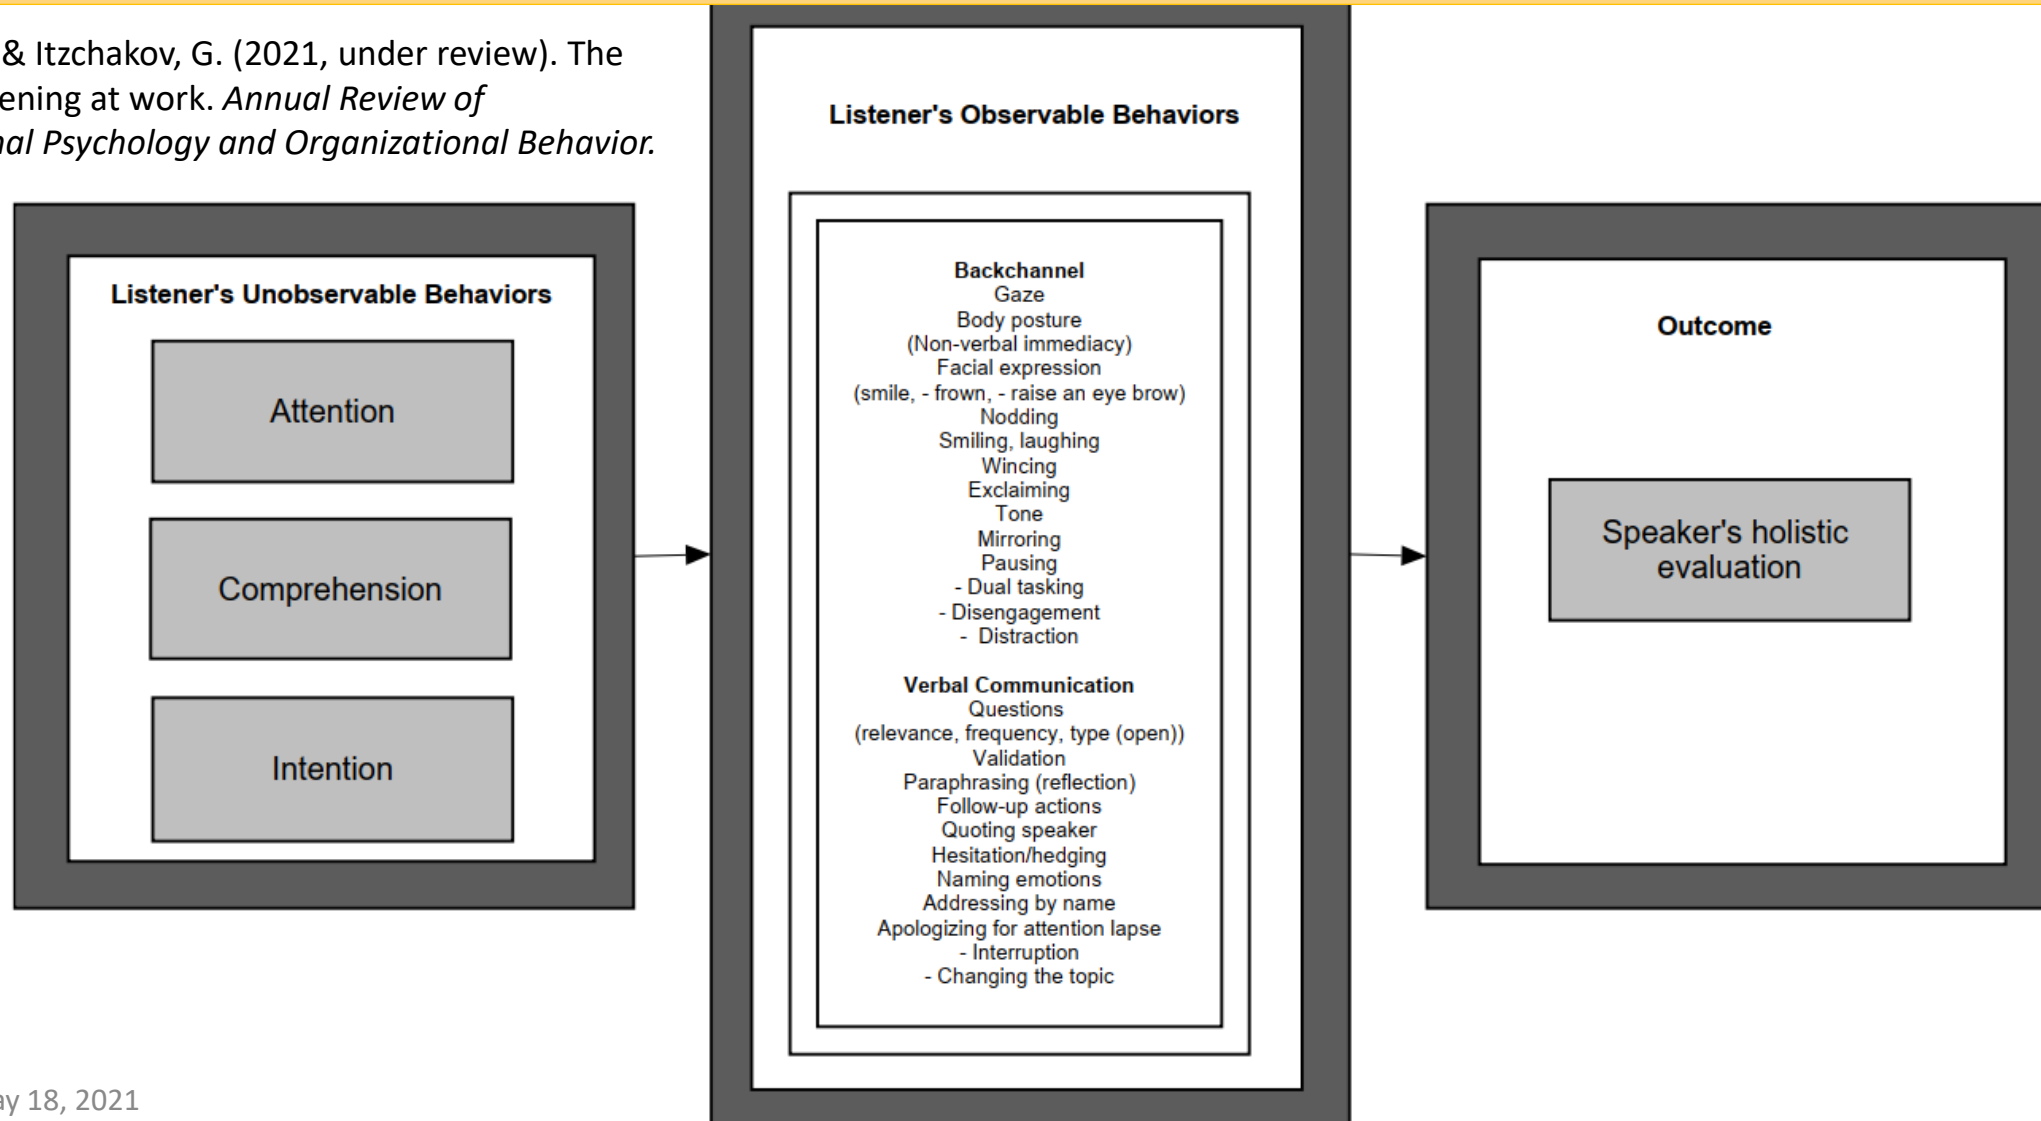 & Itzchakov, G. (2021, under review). The
ening at work. Annual Review of
nal Psychology and Organizational Behavior.
Listener's Unobservable Behaviors
Attention
Comprehension
Intention
Listener's Observable Behaviors
Backchannel
Gaze
Body posture
(Non-verbal immediacy)
Facial expression
(smile, - frown, - raise an eye brow)
Nodding
Smiling, laughing
Wincing
Exclaiming
Tone
Mirroring
Pausing
- Dual tasking
- Disengagement
- Distraction
Verbal Communication
Questions
(relevance, frequency, type (open))
Validation
Paraphrasing (reflection)
Follow-up actions
Quoting speaker
Hesitation/hedging
Naming emotions
Addressing by name
Apologizing for attention lapse
- Interruption
- Changing the topic
Outcome
Speaker's holistic
evaluation
ay 18, 2021